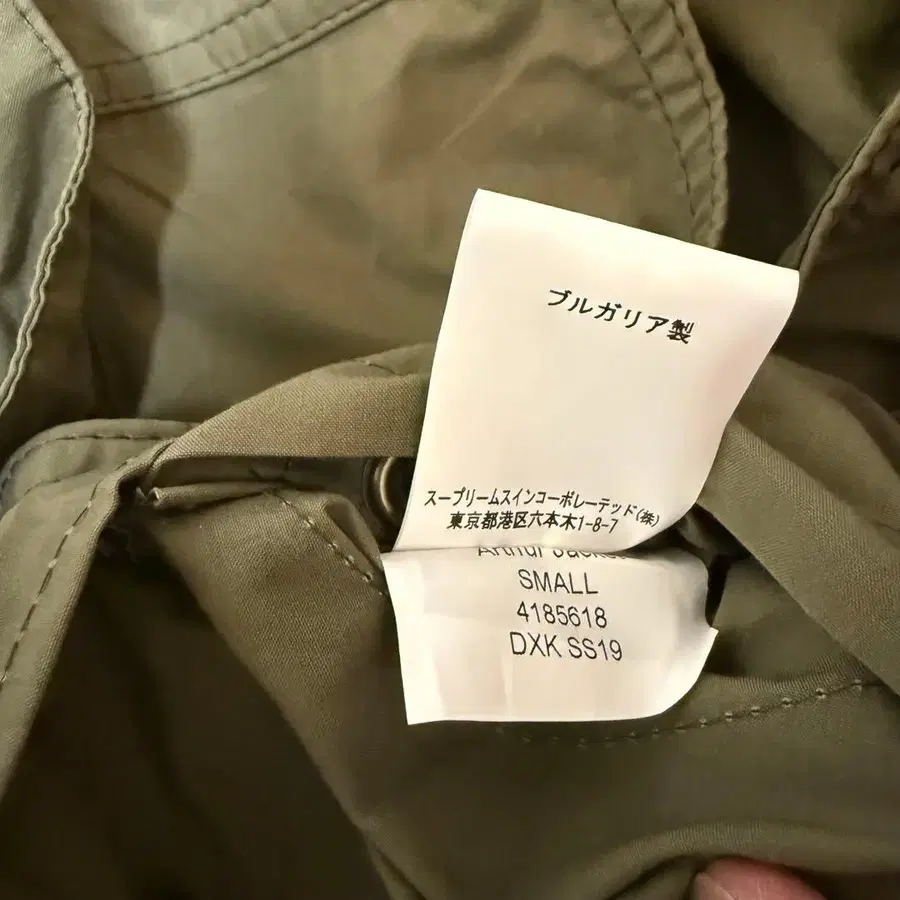 ブルガリア製
スープリームスインコーポレーテッド(株)
東京都港区六本木1-8-7
SMALL
4185618
DXK SS19